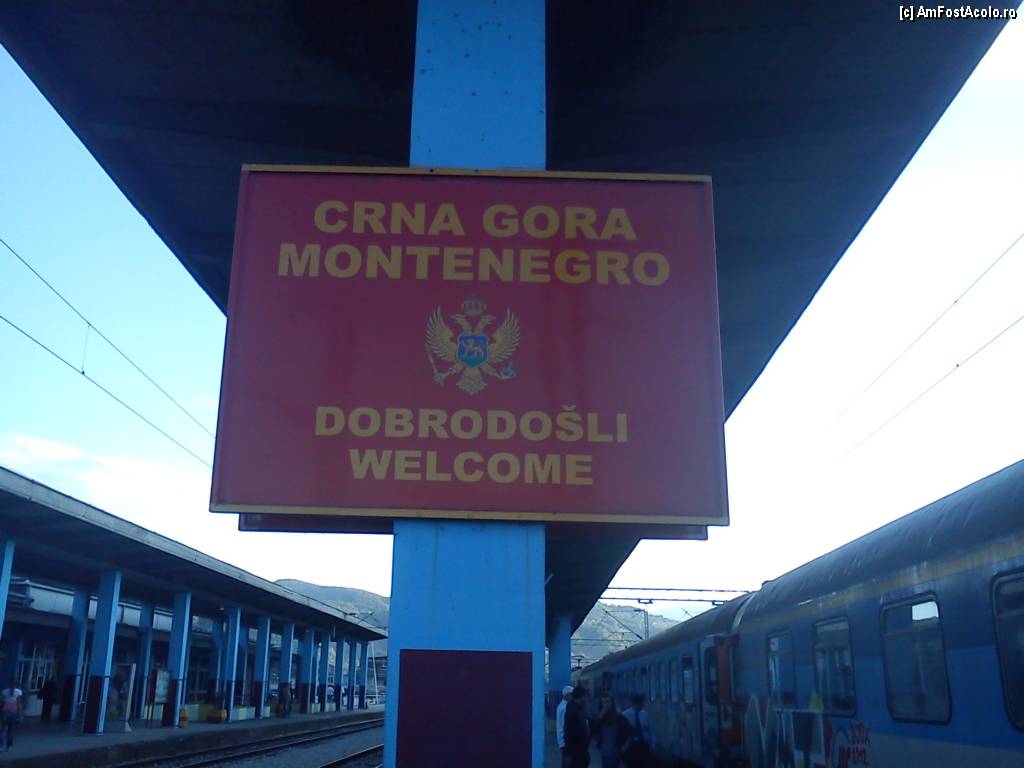 [c] AmFostAcolo.ro
CRNA GORA
MONTENEGRO
DOBRODOŠLI
WELCOME